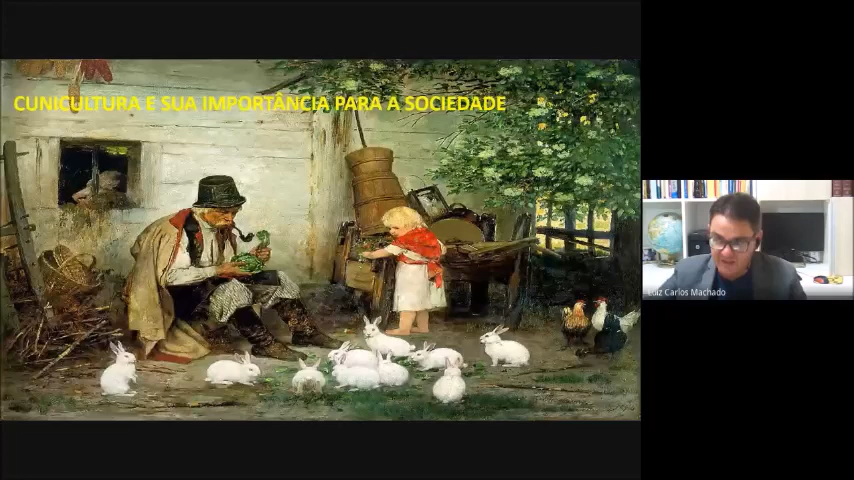 CUNICULTURA E SUA IMPORTÂNCIA PARA A SOCIEDADE
Luiz Carlos Machado